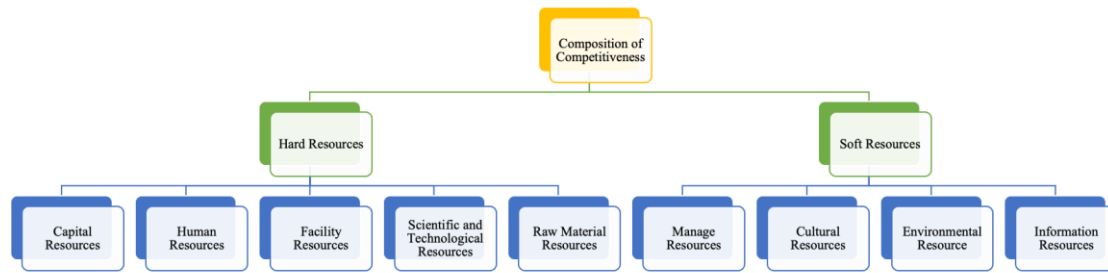 Composition of
Competitiveness
Hard Resources
Soft Resources
Capital
Resources
Human
Resources
Facility
Resources
Scientific and
Technological
Resources
Raw Material
Resources
Manage
Resources
Cultural
Resources
Environmental
Resource
Information
Resources